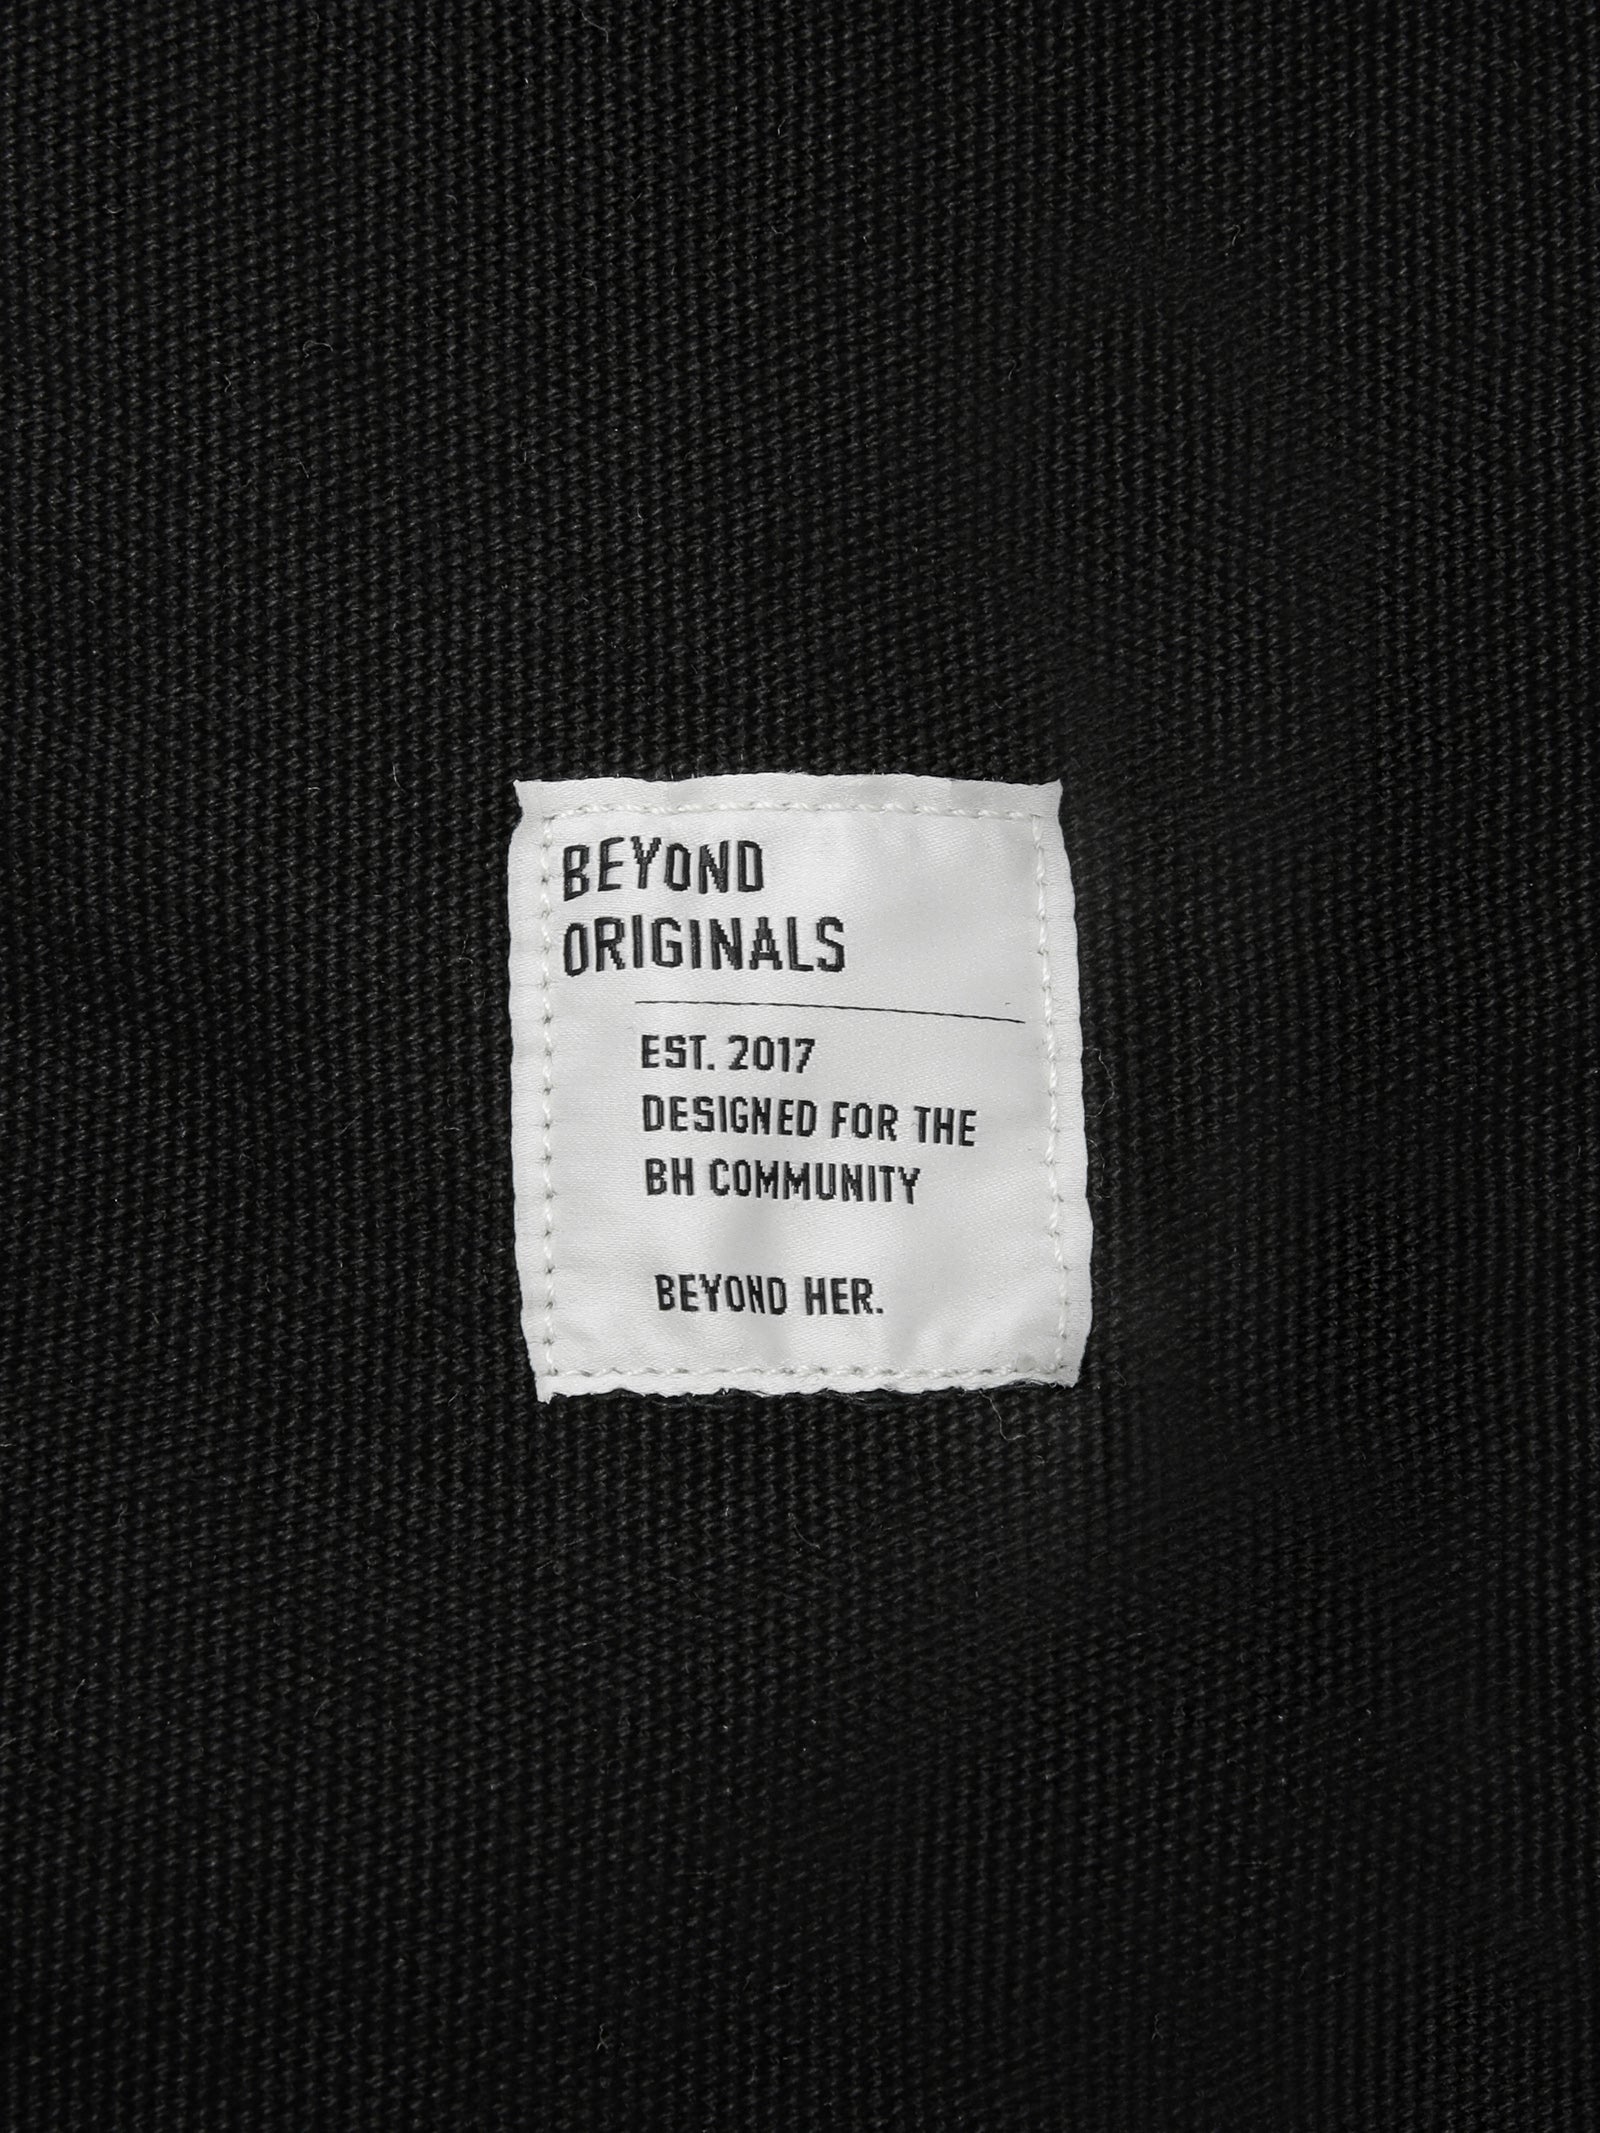 BEYOND
ORIGINALS
EST. 2017
DESIGNED FOR THE
BH COMMUNITY
BEYOND HER.